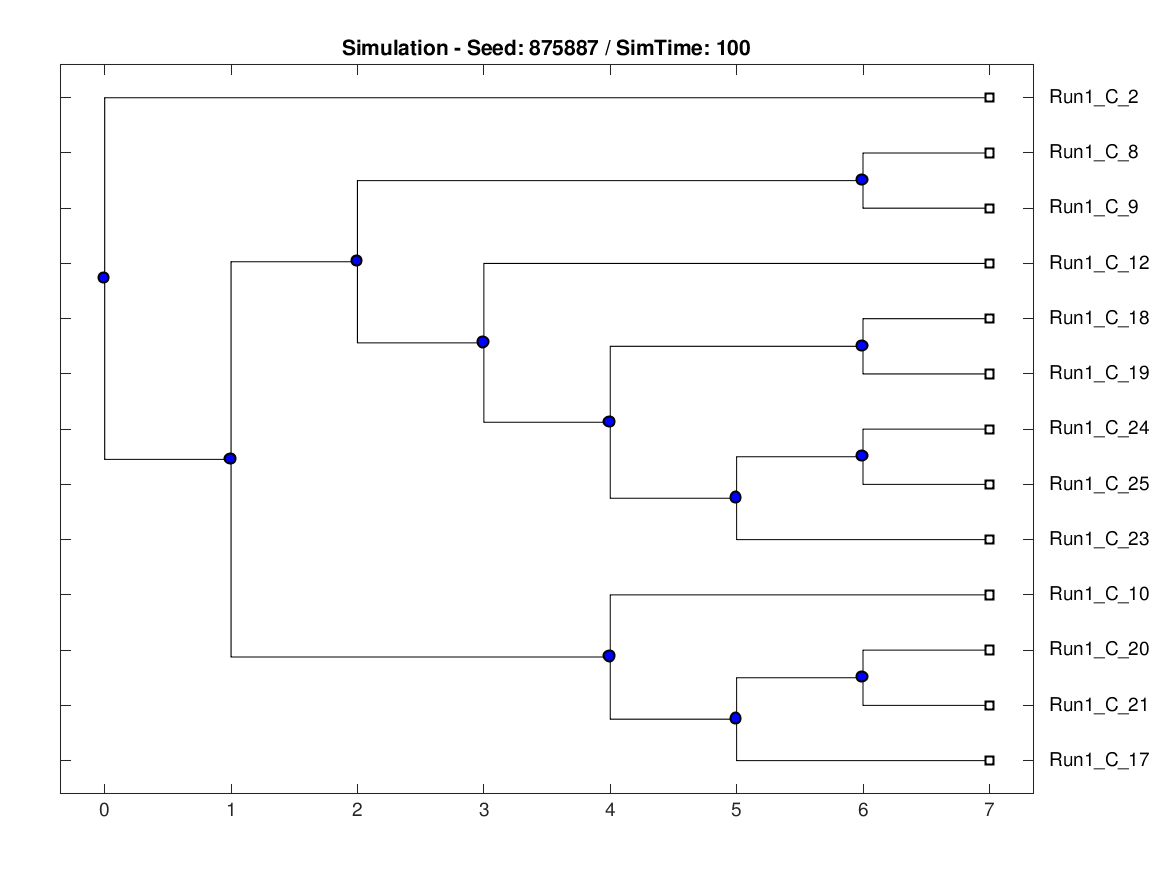 Simulation - Seed: 875887 / SimTime: 100
Run1_C_2
Run1_C_8
Run1_C_9
Run1_C_12
Run1_C_18
Run1_C_19
Run1_C_24
Run1_C_25
Run1_C_23
Run1_C_10
Run1_C_20
Run1_C_21
Run1_C_17
0 1 2 3 4 5 6 7